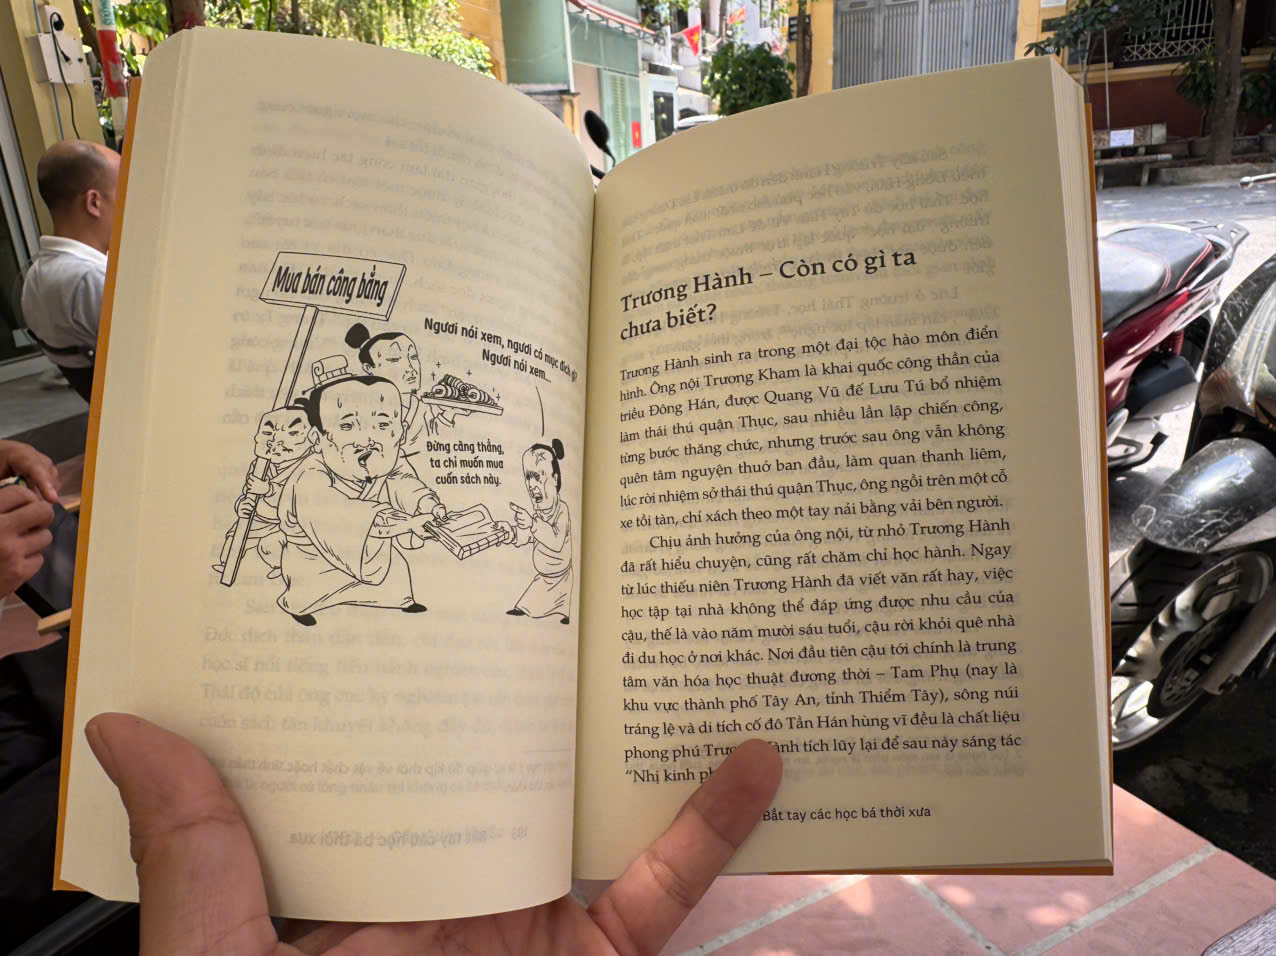 Mua bán công bằng
Ngươi nói xem, ngươi có mục đích gì?
Ngươi nói xem...
Đừng căng thẳng,
ta chỉ muốn mua
cuốn sách này.
Trương Hành – Còn có gì ta
chưa biết?
Trương Hành sinh ra trong một đại tộc hào môn điển
hình. Ông nội Trương Kham là khai quốc công thần của
triều Đông Hán, được Quang Vũ đế Lưu Tú bổ nhiệm
làm thái thú quận Thục, sau nhiều lần lập chiến công,
từng bước thăng chức, nhưng trước sau ông vẫn không
quên tâm nguyện thuở ban đầu, làm quan thanh liêm,
lúc rời nhiệm sở thái thú quận Thục, ông ngồi trên một cỗ
xe tồi tàn, chỉ xách theo một tay nải bằng vải bên người.
Chịu ảnh hưởng của ông nội, từ nhỏ Trương Hành
đã rất hiểu chuyện, cũng rất chăm chỉ học hành. Ngay
từ lúc thiếu niên Trương Hành đã viết văn rất hay, việc
học tập tại nhà không thể đáp ứng được nhu cầu của
cậu, thế là vào năm mười sáu tuổi, cậu rời khỏi quê nhà
đi du học ở nơi khác. Nơi đầu tiên cậu tới chính là trung
tâm văn hóa học thuật đương thời – Tam Phụ (nay là
khu vực thành phố Tây An, tỉnh Thiểm Tây), sông núi
tráng lệ và di tích cố đô Tần Hán hùng vĩ đều là chất liệu
phong phú Trương Hành tích lũy lại để sau này sáng tác
“Nhị kinh
Bắt tay các học bá thời xưa